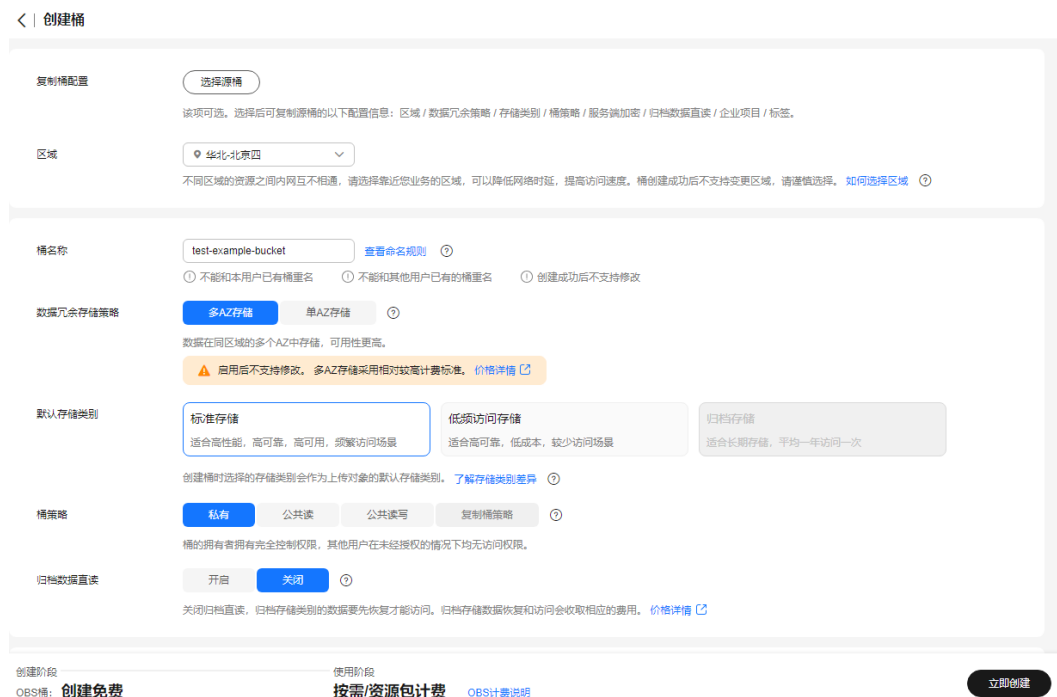 创建桶
复制桶配置
选择源桶
该项可选。选择后可复制源桶的以下配置信息：区域 / 数据冗余策略 / 存储类别 / 桶策略 / 服务端加密 / 归档数据直读 / 企业项目 / 标签。
区域
华北-北京四
不同区域的资源之间内网互不相通，请选择靠近您业务的区域，可以降低网络时延，提高访问速度。桶创建成功后不支持变更区域，请谨慎选择。 如何选择区域
桶名称
test-example-bucket 查看命名规则
不能和本用户已有桶重名 不能和其他用户已有的桶重名 创建成功后不支持修改
数据冗余存储策略
多AZ存储 单AZ存储
数据在同区域的多个AZ中存储，可用性更高。
启用后不支持修改。 多AZ存储采用相对较高计费标准。 价格详情
默认存储类别
标准存储 低频访问存储 归档存储
适合高性能，高可靠，高可用，频繁访问场景 适合高可靠，低成本，较少访问场景 适合长期存储，平均一年访问一次
创建桶时选择的存储类别会作为上传对象的默认存储类别。 了解存储类别差异
桶策略
私有 公共读 公共读写 复制桶策略
桶的拥有者拥有完全控制权限，其他用户在未经授权的情况下均无访问权限。
归档数据直读
开启 关闭
关闭归档直读，归档存储类别的数据要先恢复才能访问。归档存储数据恢复和访问会收取相应的费用。 价格详情
创建阶段 使用阶段
OBS桶: 创建免费 按需/资源包计费 OBS计费说明
立即创建